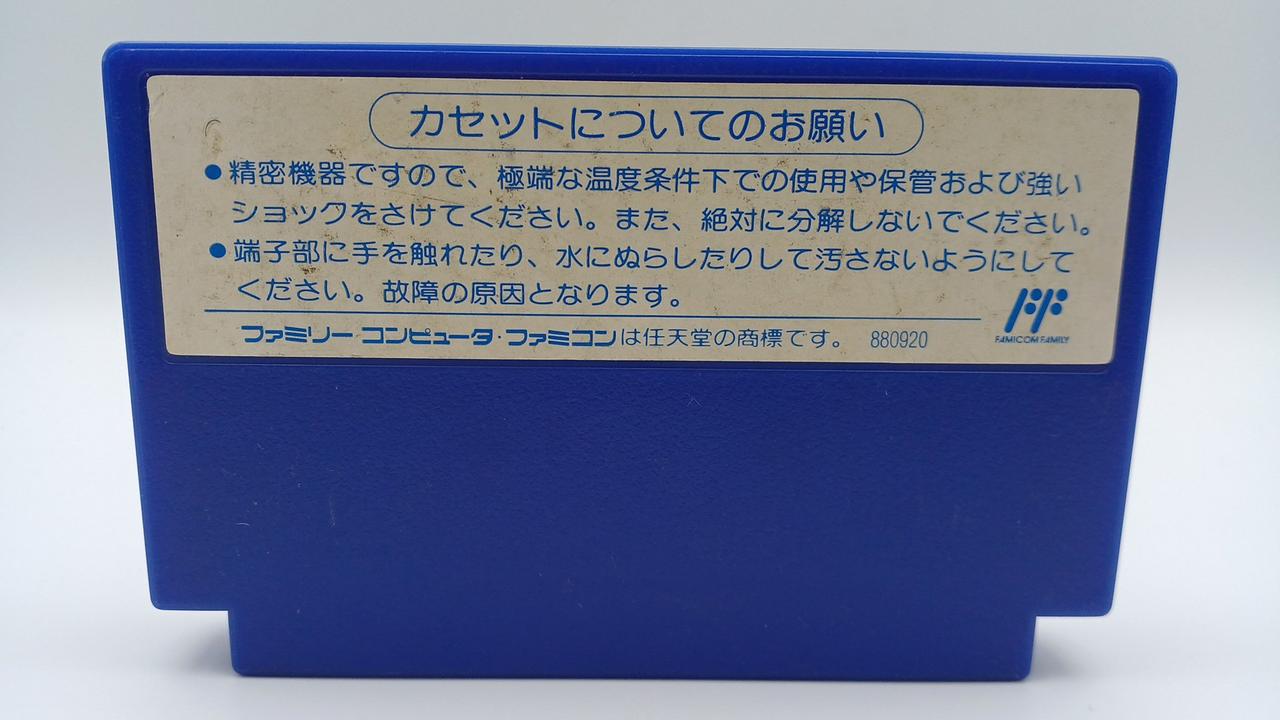 カセットについてのお願い
●精密機器ですので、極端な温度条件下での使用や保管および強い
ショックをさけてください。また、絶対に分解しないでください。
●端子部に手を触れたり、水にぬらしたりして汚さないようにして
ください。故障の原因となります。
ファミリーコンピュータ・ファミコンは任天堂の商標です。 880920
FAMICOM FAMILY